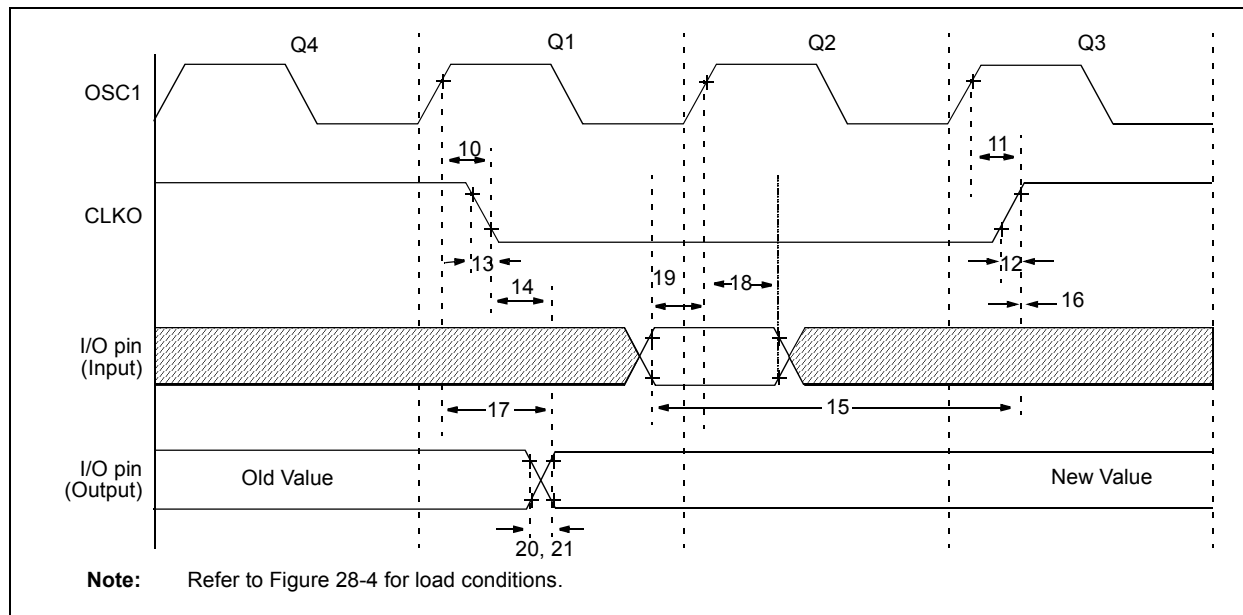 Q4 Q1 Q2 Q3
OSC1
10 11
CLKO
13 12
14 19 18 16
I/O pin
(Input)
17 15
I/O pin
(Output)
Old Value New Value
20, 21
Note: Refer to Figure 28-4 for load conditions.